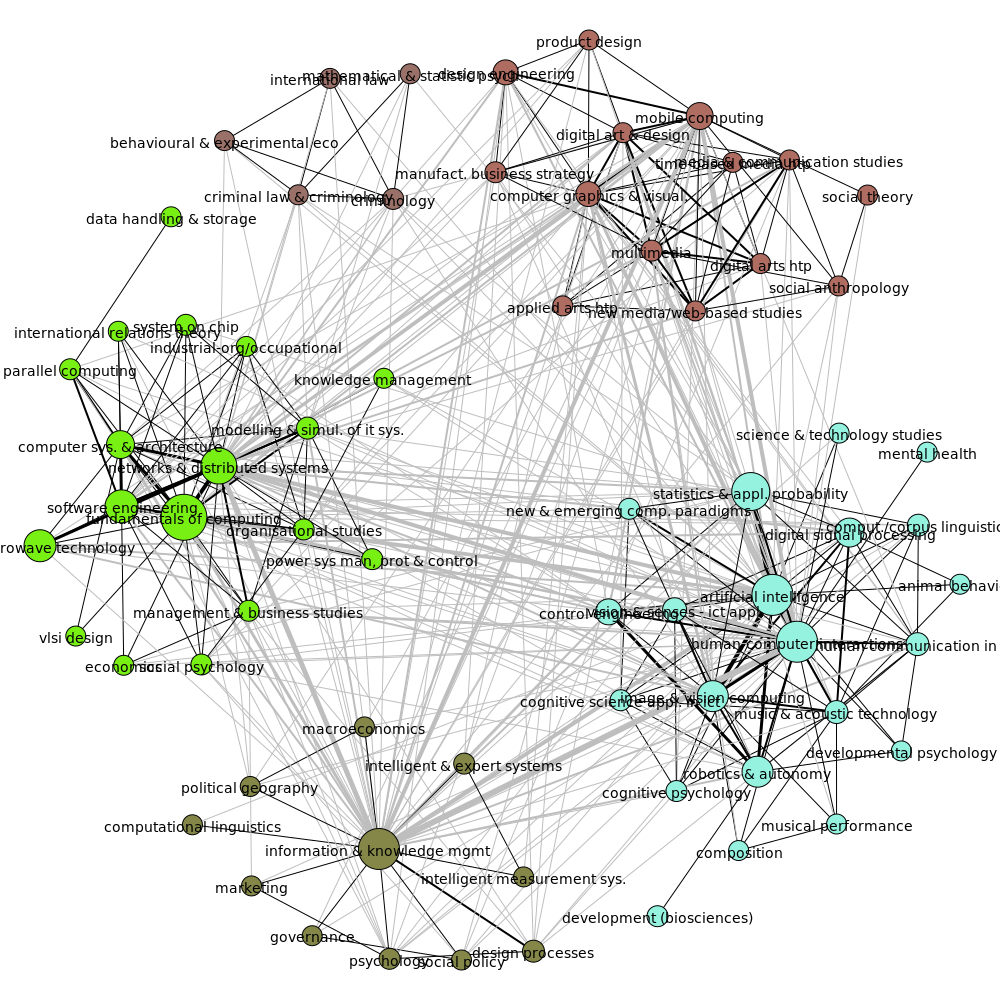 product design
international law
mathematical & statistic psych
design engineering
mobile computing
digital art & design
behavioural & experimental eco
time-based media htp
media & communication studies
manufact. business strategy
criminal law & criminology
criminology
computer graphics & visual.
social theory
data handling & storage
multimedia
digital arts htp
social anthropology
applied arts htp
new media/web-based studies
international relations theory
system on chip
industrial-org/occupational
parallel computing
knowledge management
modelling & simul. of it sys.
science & technology studies
computer sys. & architecture
mental health
networks & distributed systems
statistics & appl. probability
software engineering
new & emerging comp. paradigms
fundamentals of computing
comput./corpus linguistic
organisational studies
digital signal processing
rowave technology
power sys man, prot & control
animal behavi
artificial intelligence
management & business studies
control engineering
vision & senses - ict appl.
vlsi design
human computer interactions
human communication in
economics
social psychology
cognitive science appl. in ict
image & vision computing
music & acoustic technology
macroeconomics
developmental psychology
intelligent & expert systems
robotics & autonomy
political geography
cognitive psychology
computational linguistics
musical performance
information & knowledge mgmt
composition
intelligent measurement sys.
marketing
development (biosciences)
governance
design processes
psychology
social policy